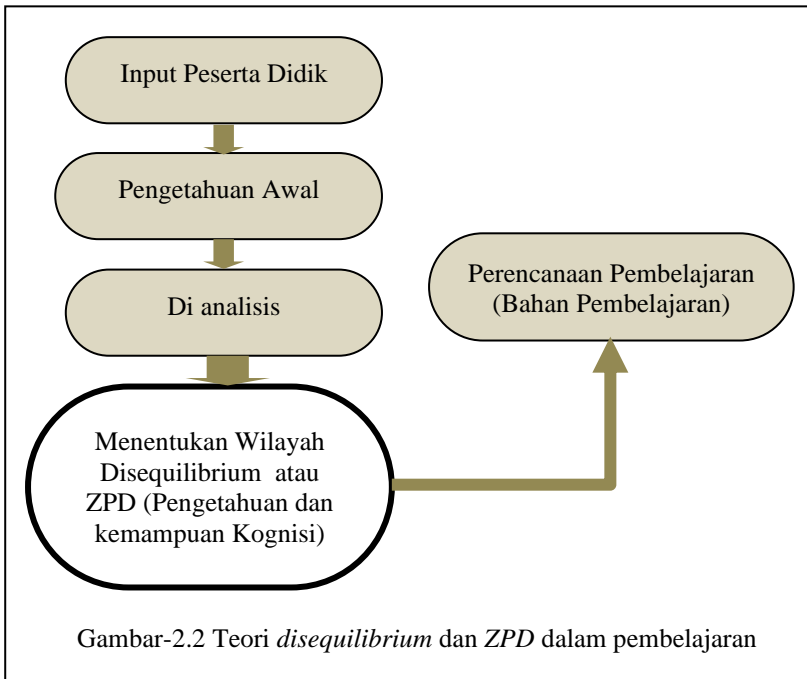 Input Peserta Didik
Pengetahuan Awal
Di analisis
Menentukan Wilayah
Disequilibrium atau
ZPD (Pengetahuan dan
kemampuan Kognisi)
Perencanaan Pembelajaran
(Bahan Pembelajaran)
Gambar-2.2 Teori disequilibrium dan ZPD dalam pembelajaran